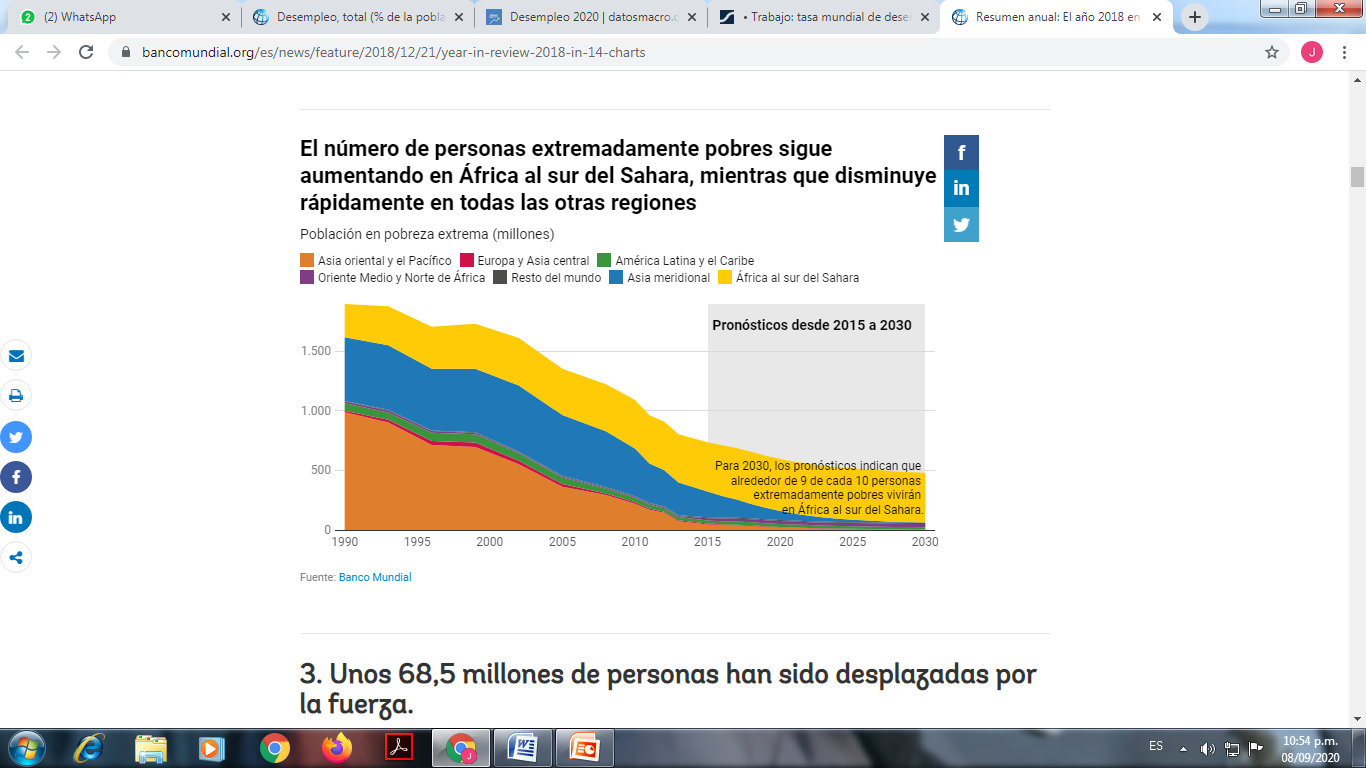 (2) WhatsApp
Desempleo, total (% de la pobla
Desempleo 2020 | datosmacro.c
• Trabajo: tasa mundial de dese
Resumen anual: El año 2018 en
bancomundial.org/es/news/feature/2018/12/21/year-in-review-2018-in-14-charts
J
El número de personas extremadamente pobres sigue
aumentando en África al sur del Sahara, mientras que disminuye
rápidamente en todas las otras regiones
f
in
Población en pobreza extrema (millones)
Asia oriental y el Pacífico Europa y Asia central América Latina y el Caribe
Oriente Medio y Norte de África Resto del mundo Asia meridional África al sur del Sahara
Pronósticos desde 2015 a 2030
1.500
1.000
500
0
Para 2030, los pronósticos indican que
alrededor de 9 de cada 10 personas
extremadamente pobres vivirán
en África al sur del Sahara.
1990 1995 2000 2005 2010 2015 2020 2025 2030
f
in
Fuente: Banco Mundial
3. Unos 68,5 millones de personas han sido desplazadas por
la fuerza.
ES
10:54 p.m.
08/09/2020